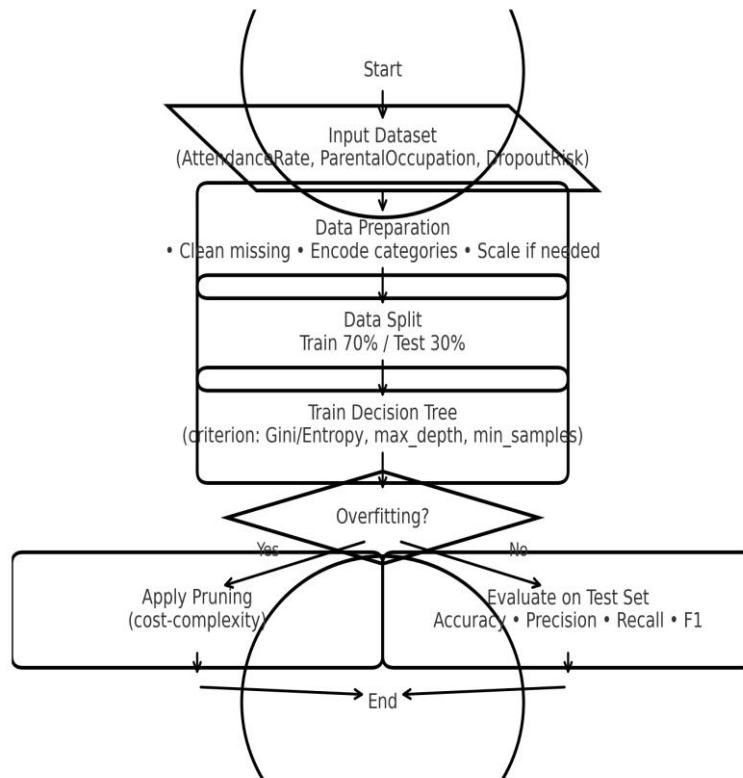 Start
Input Dataset
(AttendanceRate, ParentalOccupation, DropoutRisk)
Data Preparation
• Clean missing • Encode categories • Scale if needed
Data Split
Train 70% / Test 30%
Train Decision Tree
(criterion: Gini/Entropy, max_depth, min_samples)
Overfitting?
Yes
No
Apply Pruning
(cost-complexity)
Evaluate on Test Set
Accuracy • Precision • Recall • F1
End